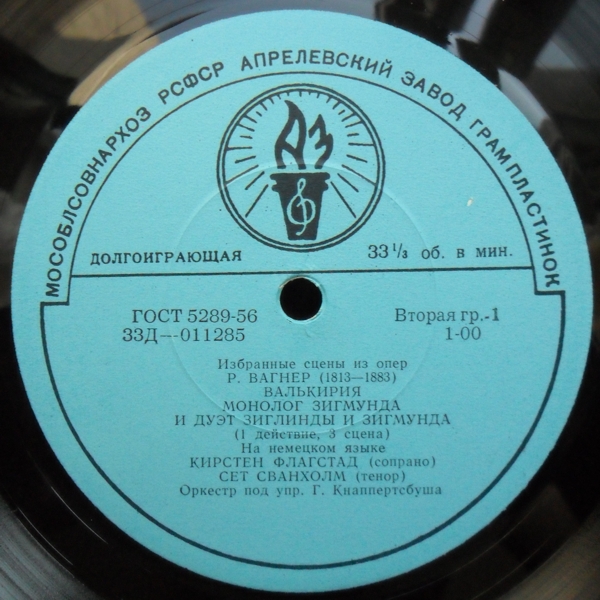 МОСОБЛСОВНАРХОЗ РСФСР АПРЕЛЕВСКИЙ ЗАВОД ГРАМПЛАСТИНОК
АЗ
ДОЛГОИГРАЮЩАЯ 33 1/3 об. в мин.
ГОСТ 5289-56 Вторая гр.-1
33Д—011285 1-00
Избранные сцены из опер
Р. ВАГНЕР (1813—1883)
ВАЛЬКИРИЯ
МОНОЛОГ ЗИГМУНДА
И ДУЭТ ЗИГЛИНДЫ И ЗИГМУНДА
(1 действие, 3 сцена)
На немецком языке
КИРСТЕН ФЛАГСТАД (сопрано)
СЕТ СВАНХОЛМ (тенор)
Оркестр под упр. Г. Кнаппертсбуша